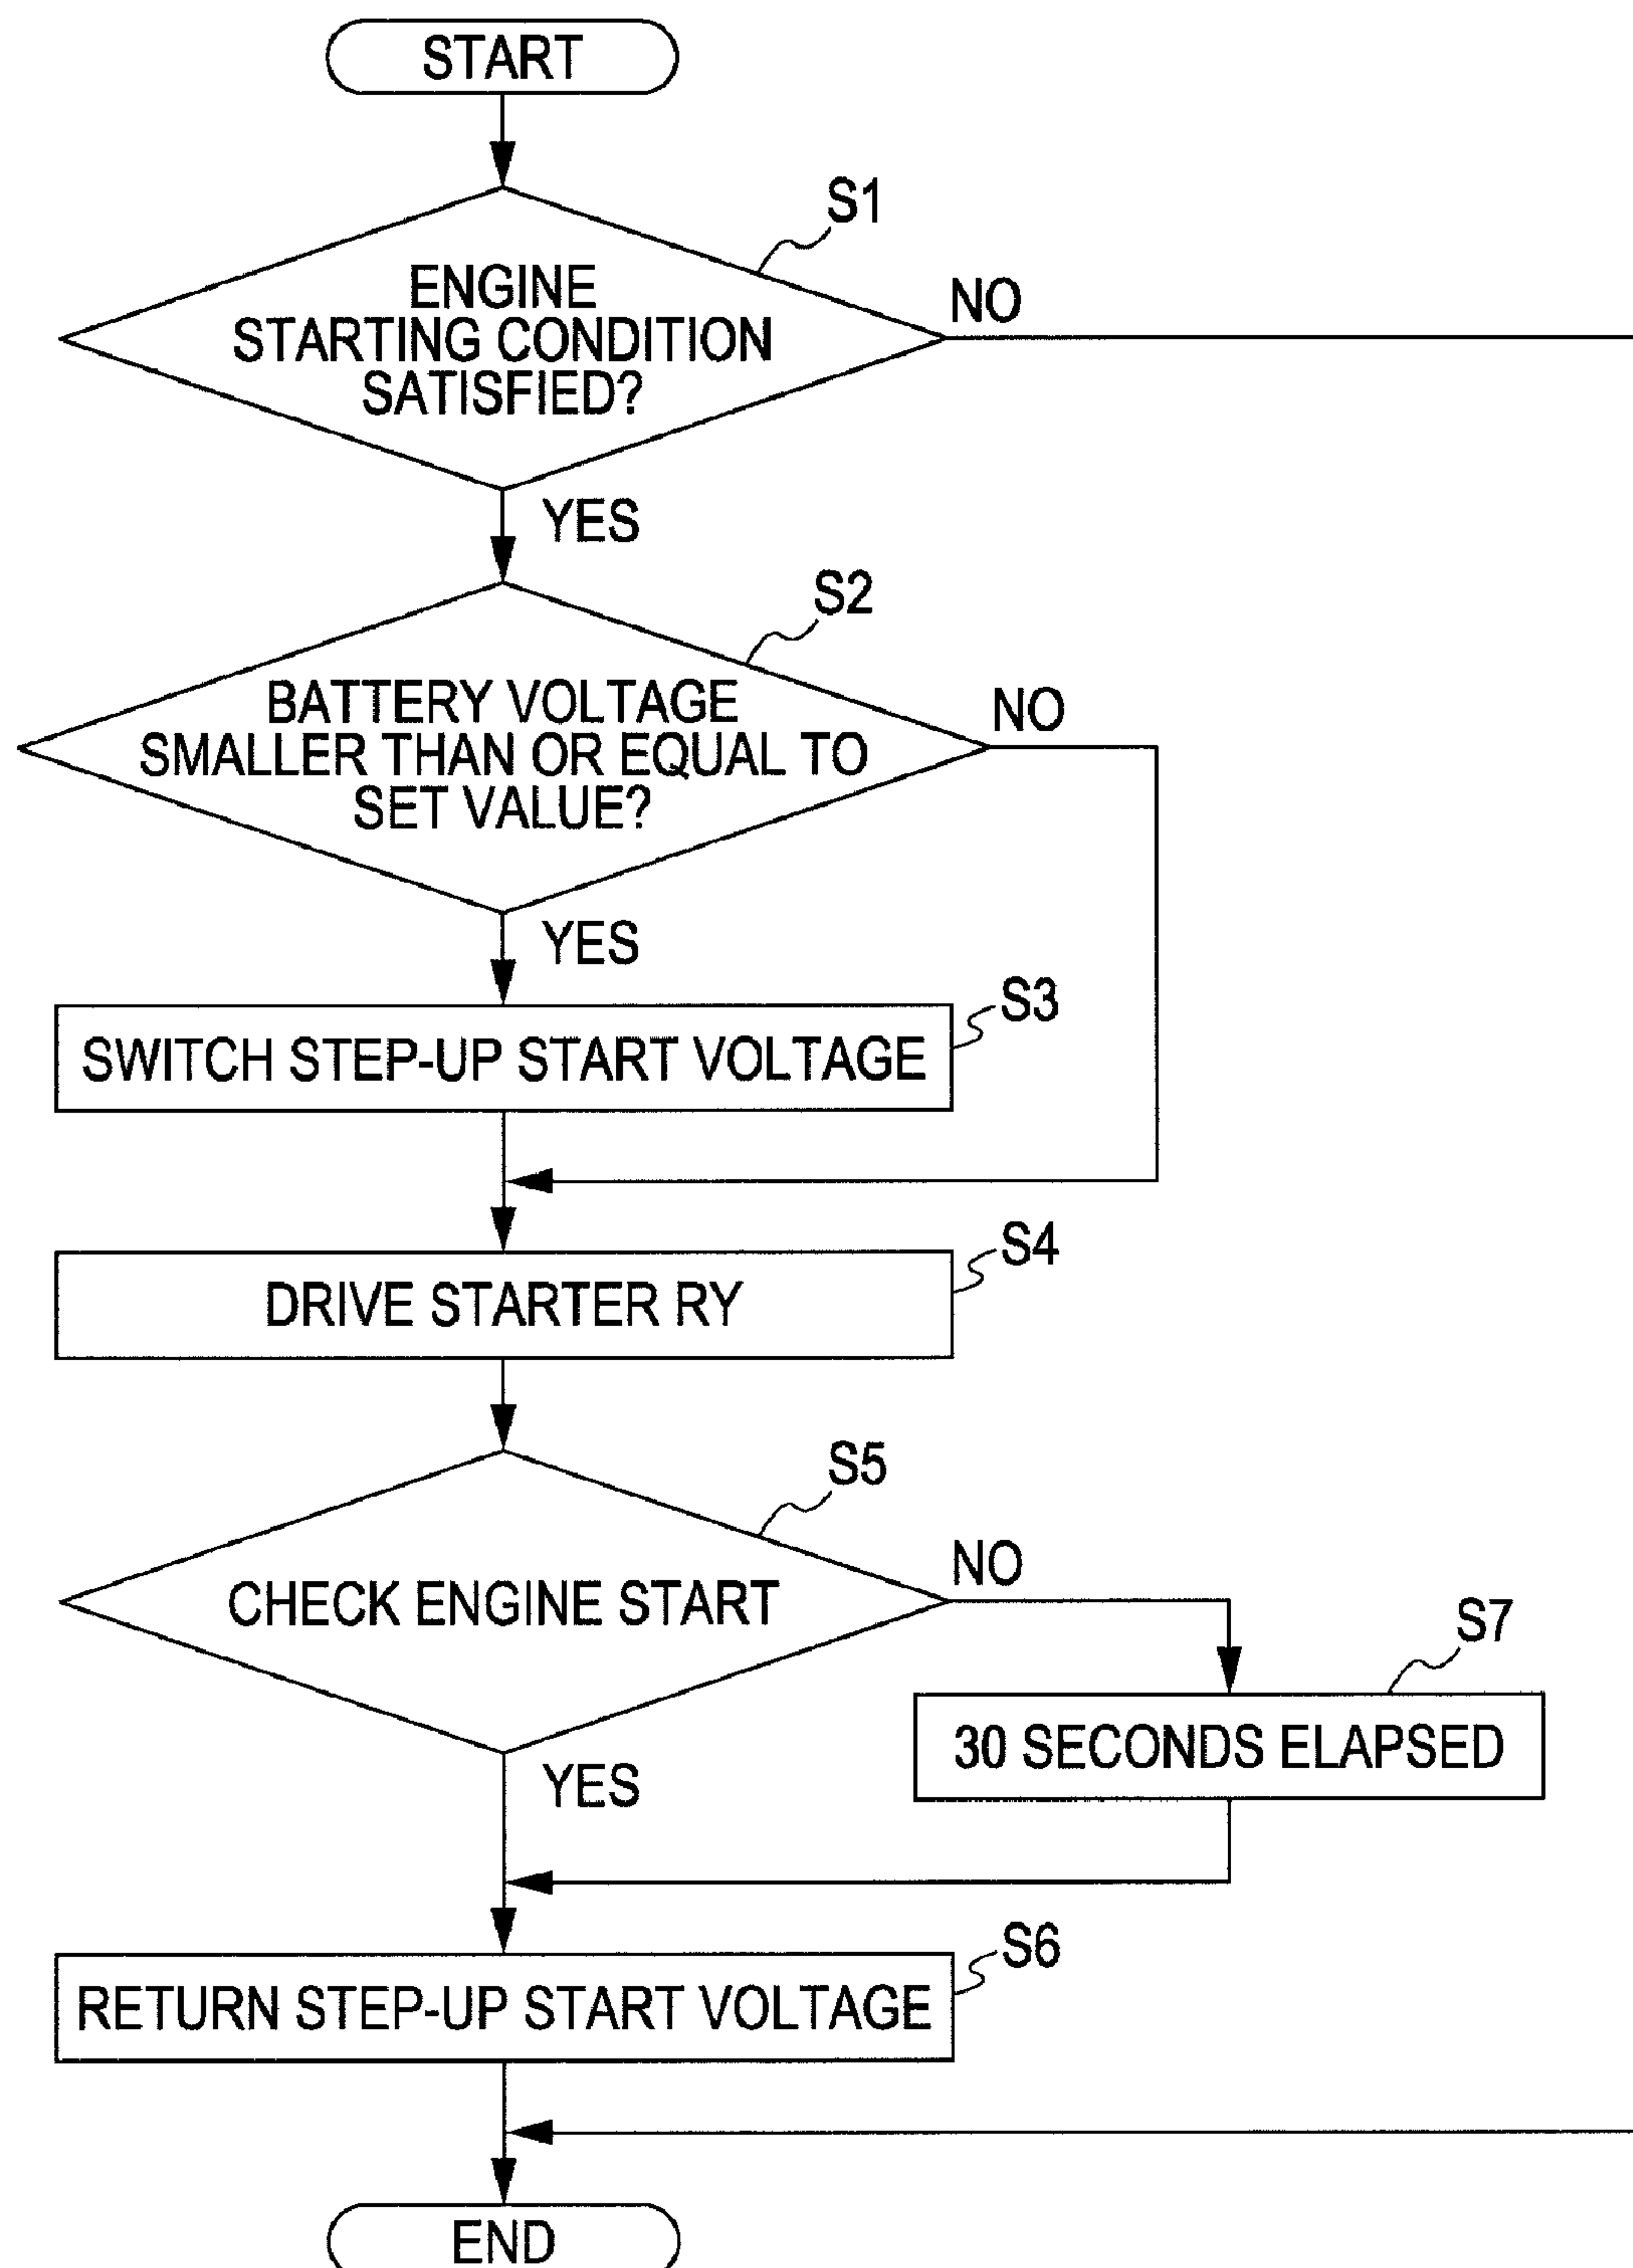 START
S1
ENGINE
STARTING CONDITION
SATISFIED?
NO
YES
S2
BATTERY VOLTAGE
SMALLER THAN OR EQUAL TO
SET VALUE?
NO
YES
S3
SWITCH STEP-UP START VOLTAGE
S4
DRIVE STARTER RY
S5
CHECK ENGINE START
NO
YES
S7
30 SECONDS ELAPSED
S6
RETURN STEP-UP START VOLTAGE
END